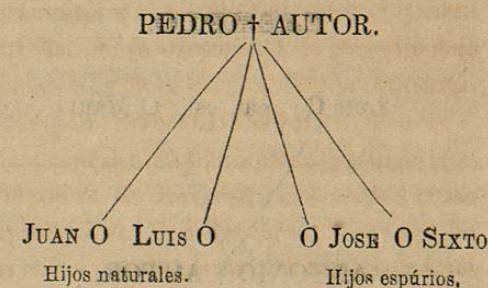 PEDRO † AUTOR.
JUAN O LUIS O O JOSE O SIXTO
Hijos naturales. Hijos espúrios,